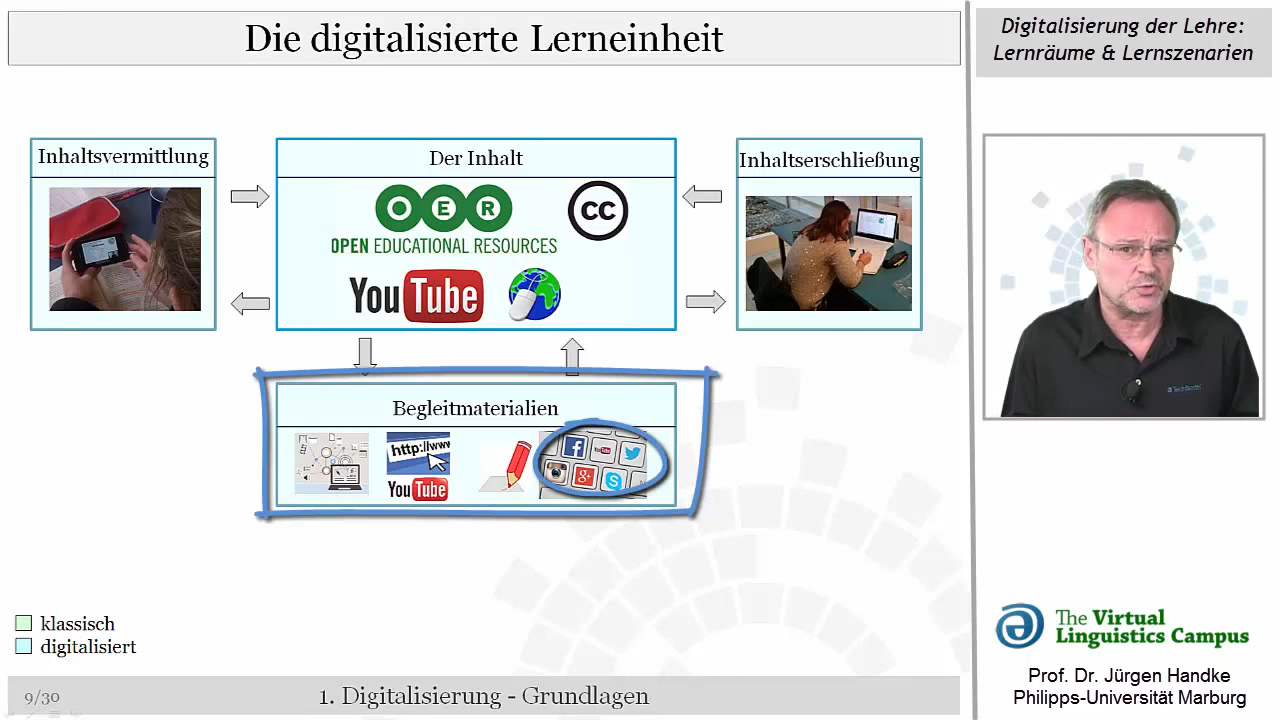 Die digitalisierte Lerneinheit
Digitalisierung der Lehre:
Lernräume & Lernszenarien
Inhaltsvermittlung
Der Inhalt
OER
OPEN EDUCATIONAL RESOURCES
cc
YouTube
Inhaltserschließung
Begleitmaterialien
http://www
YouTube
klassisch
digitalisiert
The Virtual
Linguistics Campus
Prof. Dr. Jürgen Handke
Philipps-Universität Marburg
9/30
1. Digitalisierung - Grundlagen